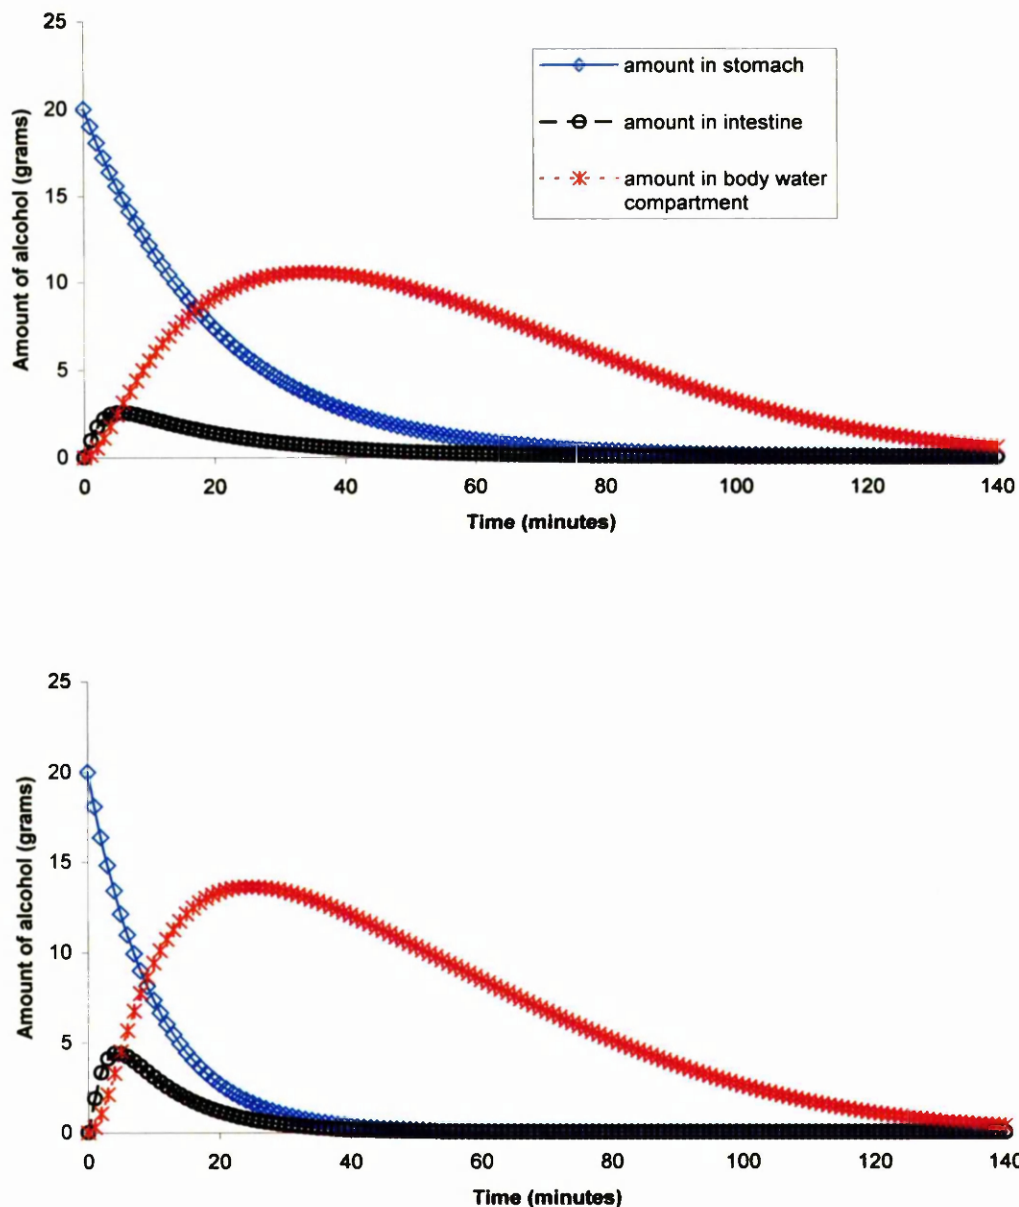 25
20
15
10
5
0
Amount of alcohol (grams)
amount in stomach
amount in intestine
amount in body water
compartment
0 20 40 60 80 100 120 140
Time (minutes)
25
20
15
10
5
0
Amount of alcohol (grams)
0 20 40 60 80 100 120 140
Time (minutes)